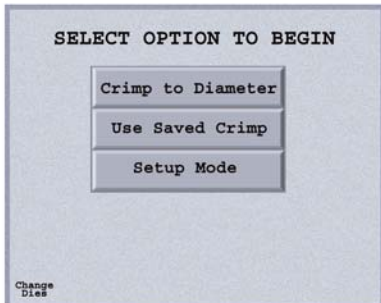 SELECT OPTION TO BEGIN
Crimp to Diameter
Use Saved Crimp
Setup Mode
Change
Dies